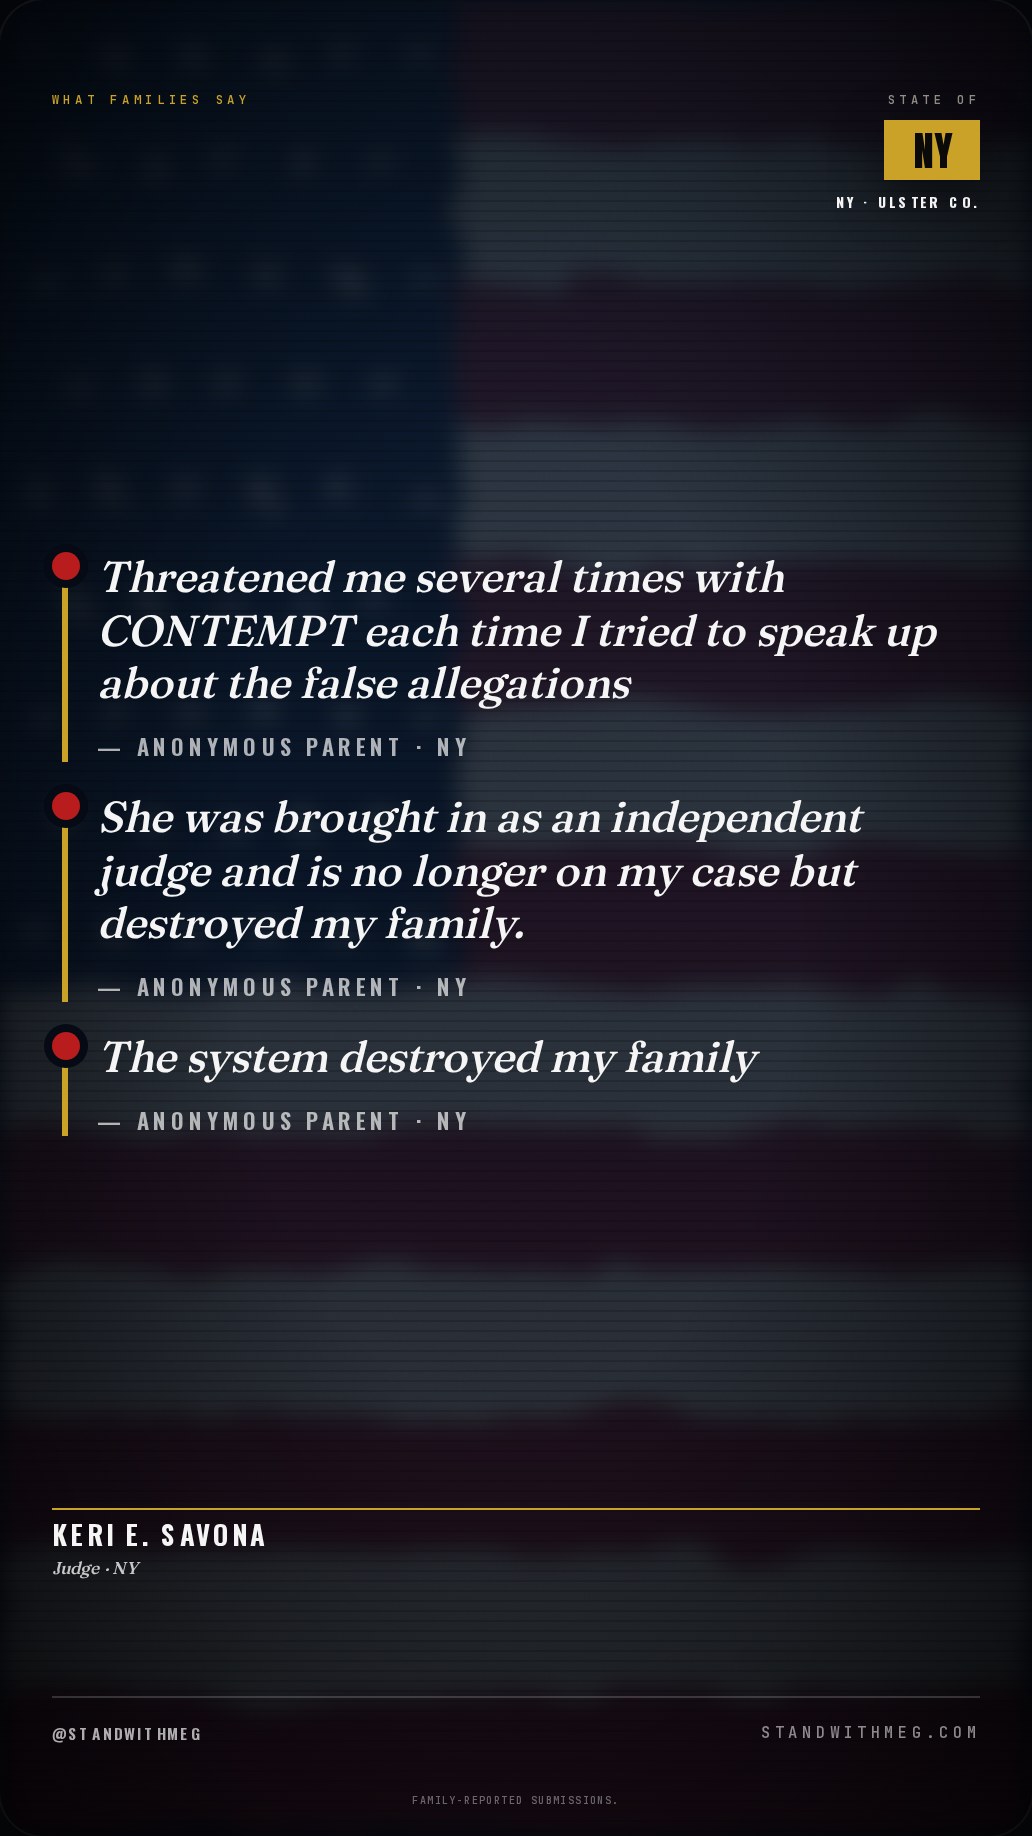 WHAT FAMILIES SAY
STATE OF
NY
NY · ULSTER CO.
Threatened me several times with
CONTEMPT each time I tried to speak up
about the false allegations
— ANONYMOUS PARENT · NY
She was brought in as an independent
judge and is no longer on my case but
destroyed my family.
— ANONYMOUS PARENT · NY
The system destroyed my family
— ANONYMOUS PARENT · NY
KERI E. SAVONA
Judge · NY
@STANDWITHMEG
STANDWITHMEG.COM
FAMILY-REPORTED SUBMISSIONS.